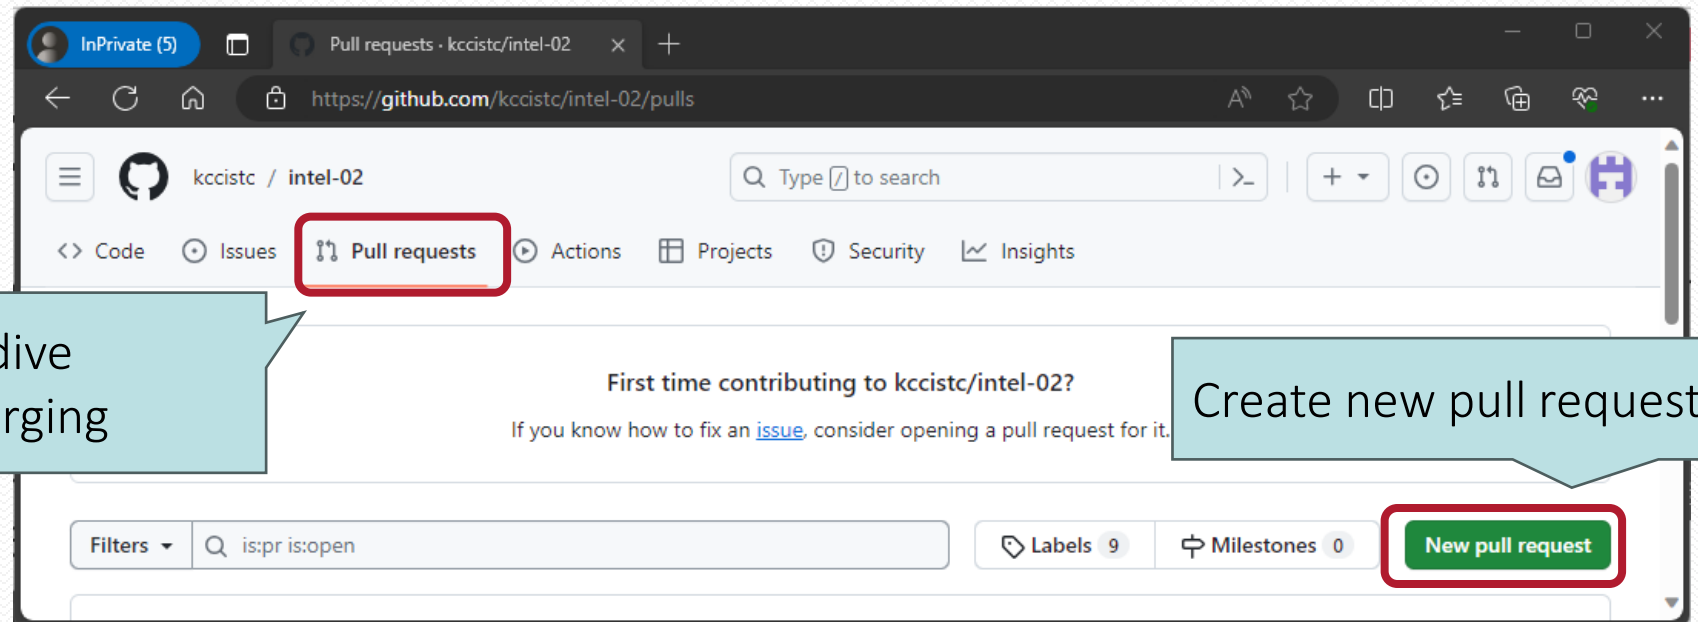 InPrivate (5)
Pull requests · kccistc/intel-02
https://github.com/kccistc/intel-02/pulls
kccistc / intel-02
Type / to search
Code Issues Pull requests Actions Projects Security Insights
dive
rging
First time contributing to kccistc/intel-02?
If you know how to fix an issue, consider opening a pull request for it.
Create new pull request
Filters is:pr is:open Labels 9 Milestones 0 New pull request